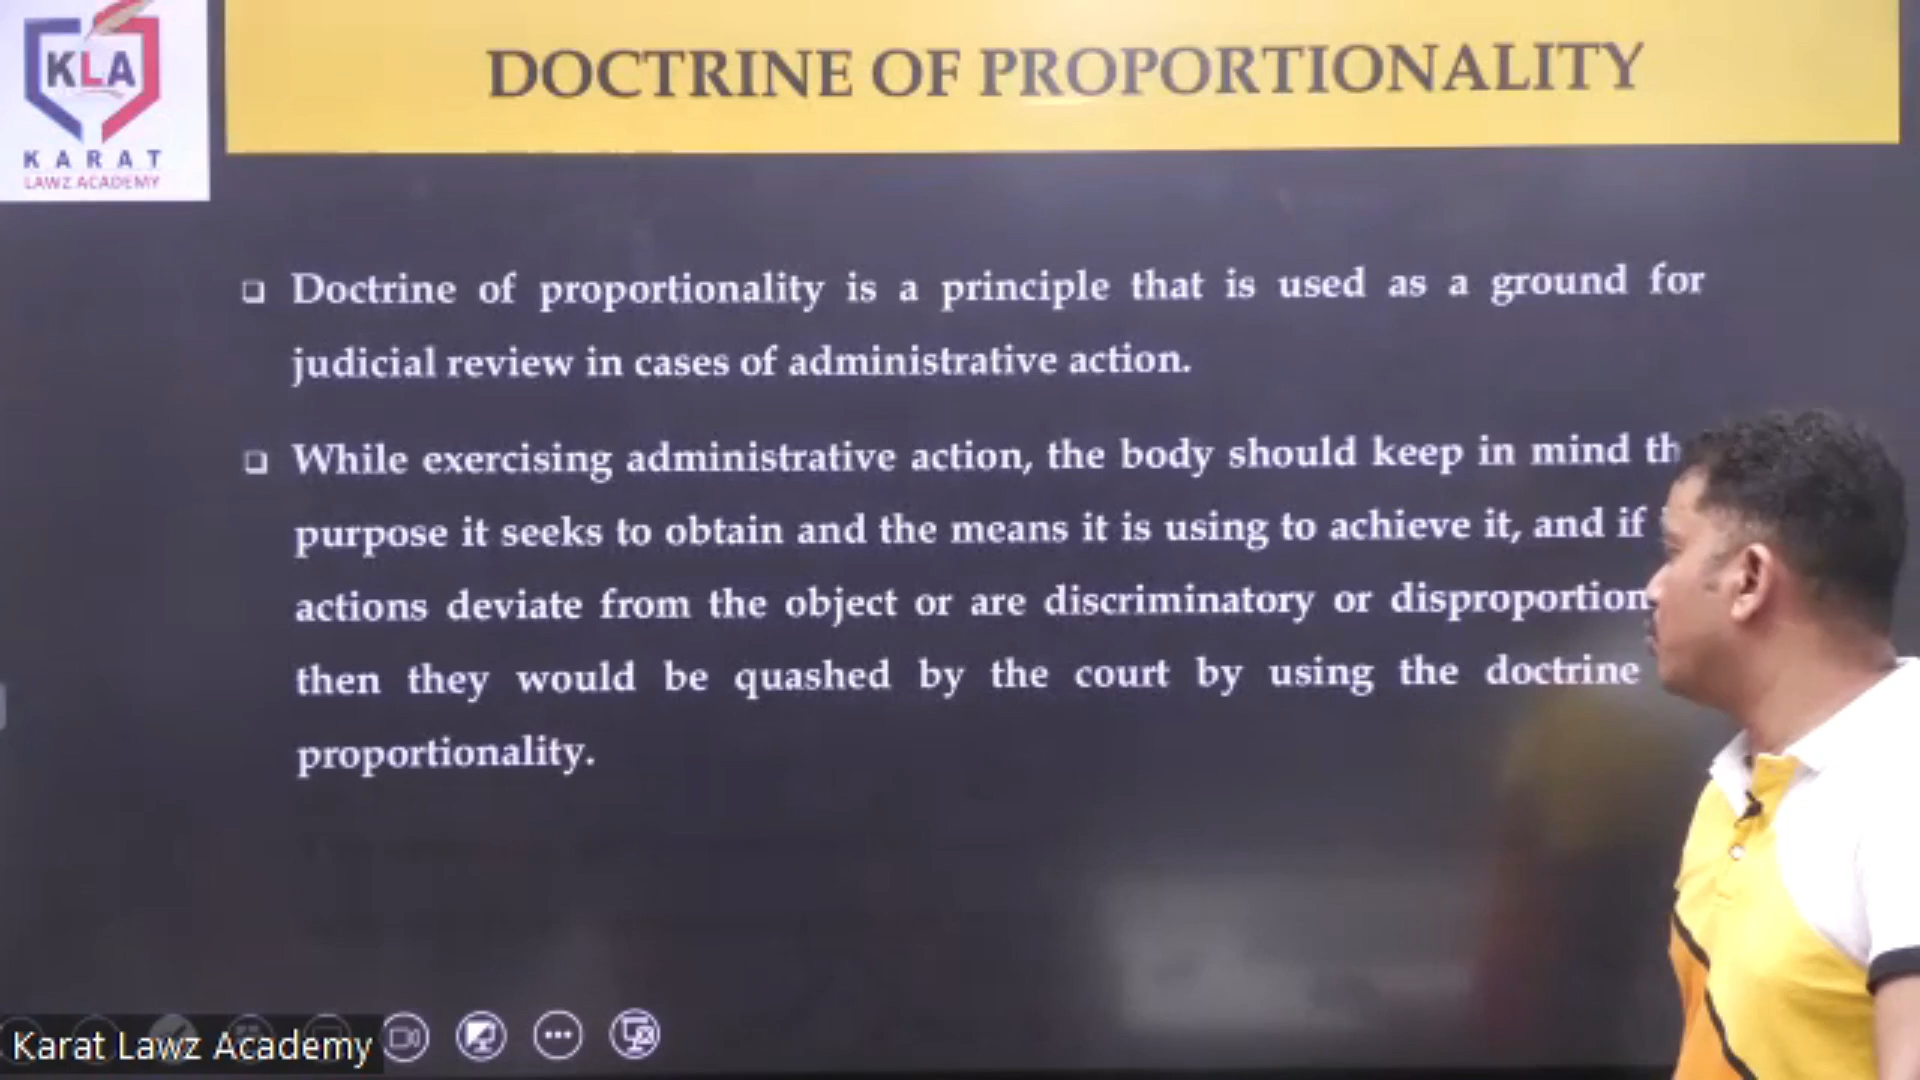 KLA
KARAT
LAWZ ACADEMY
DOCTRINE OF PROPORTIONALITY
Doctrine of proportionality is a principle that is used as a ground for
judicial review in cases of administrative action.
While exercising administrative action, the body should keep in mind
purpose it seeks to obtain and the means it is using to achieve it, and if
actions deviate from the object or are discriminatory or
then they would be quashed by the court by using the doctrine
proportionality.
Karat Lawz Academy